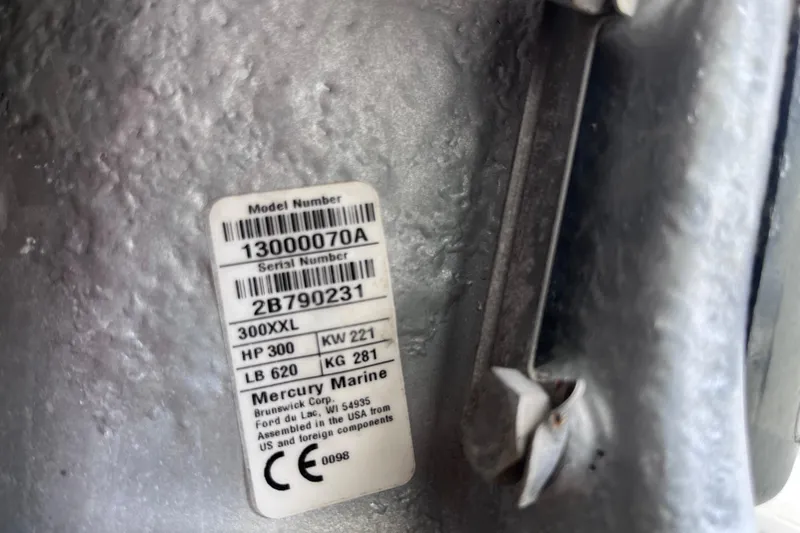 Model Number
13000070A
Serial Number
2B790231
300XXL
HP 300 KW 221
LB 620 KG 281
Mercury Marine
Brunswick Corp.
Ford du Lac, WI 54935
Assembled in the USA from
US and foreign components
CE 0098